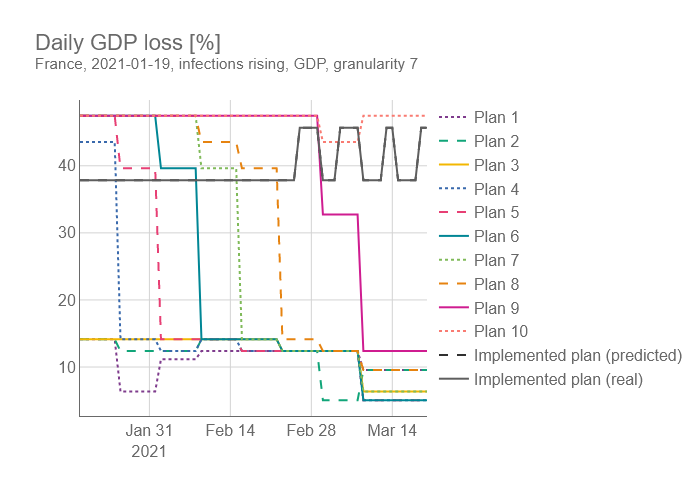 Daily GDP loss [%]
France, 2021-01-19, infections rising, GDP, granularity 7
40
30
20
10
Jan 31
2021
Feb 14
Feb 28
Mar 14
Plan 1
Plan 2
Plan 3
Plan 4
Plan 5
Plan 6
Plan 7
Plan 8
Plan 9
Plan 10
Implemented plan (predicted)
Implemented plan (real)